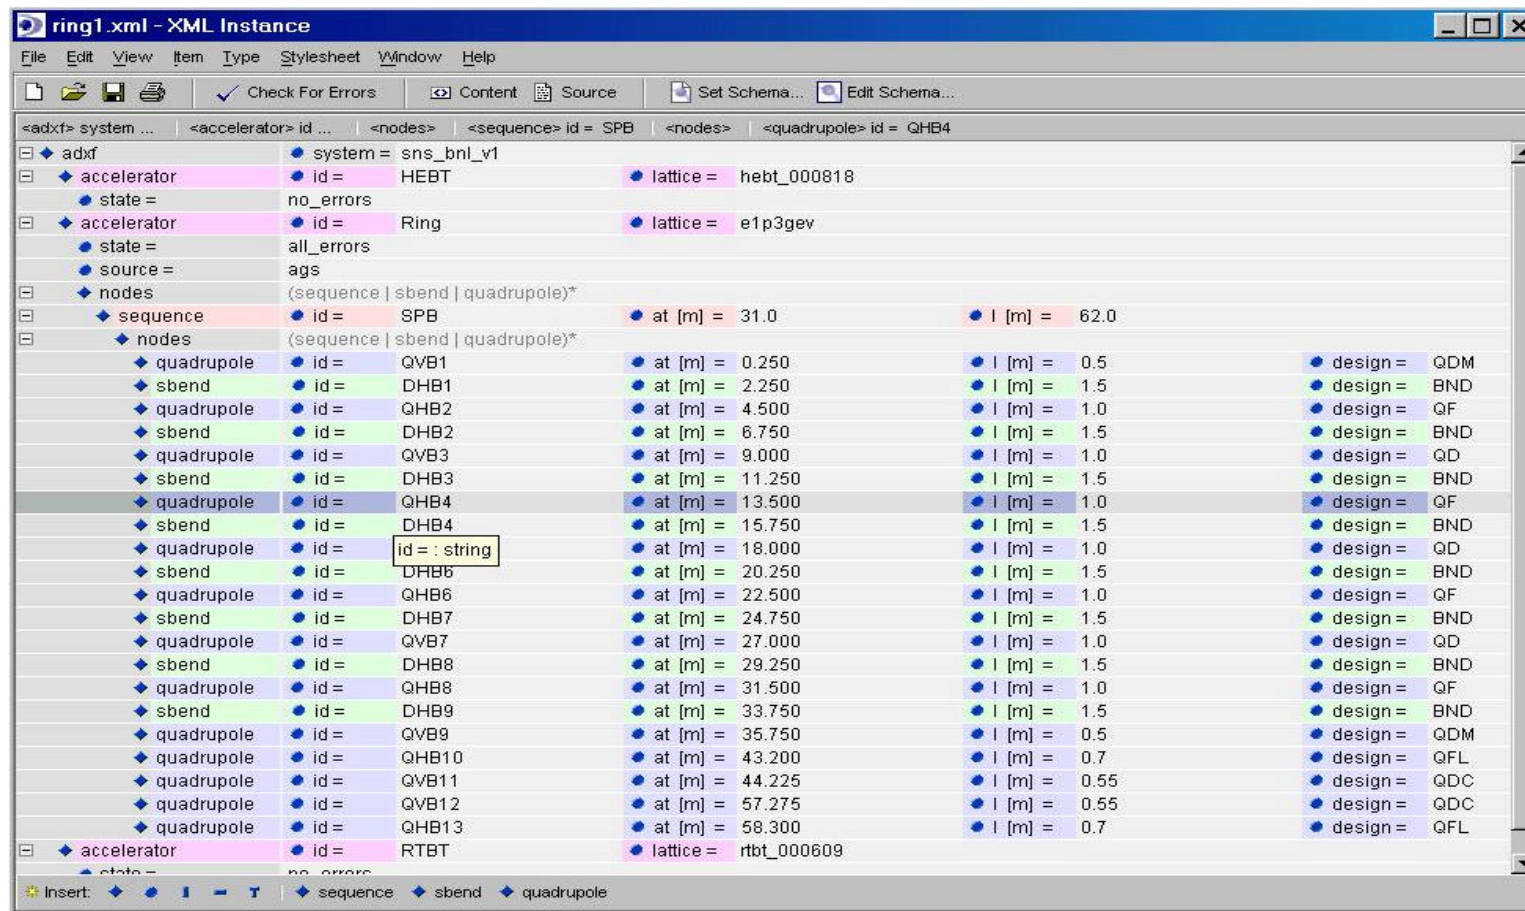 ring1.xml - XML Instance
File Edit View Item Type Stylesheet Window Help
Check For Errors Content Source Set Schema... Edit Schema...
<adxf> system ... <accelerator> id ... <nodes> <sequence> id = SPB <nodes> <quadrupole> id = QHB4
adxf system = sns_bnl_v1
accelerator id = HEBT lattice = hebt_000818
state = no_errors
accelerator id = Ring lattice = e1p3gev
state = all_errors
source = ags
nodes (sequence | sbend | quadrupole)*
sequence id = SPB at [m] = 31.0 l [m] = 62.0
nodes (sequence | sbend | quadrupole)*
quadrupole id = QVB1 at [m] = 0.250 l [m] = 0.5 design = QDM
sbend id = DHB1 at [m] = 2.250 l [m] = 1.5 design = BND
quadrupole id = QHB2 at [m] = 4.500 l [m] = 1.0 design = QF
sbend id = DHB2 at [m] = 6.750 l [m] = 1.5 design = BND
quadrupole id = QVB3 at [m] = 9.000 l [m] = 1.0 design = QD
sbend id = DHB3 at [m] = 11.250 l [m] = 1.5 design = BND
quadrupole id = QHB4 at [m] = 13.500 l [m] = 1.0 design = QF
sbend id = DHB4 at [m] = 15.750 l [m] = 1.5 design = BND
quadrupole id = id = : string at [m] = 18.000 l [m] = 1.0 design = QD
sbend id = DHB6 at [m] = 20.250 l [m] = 1.5 design = BND
quadrupole id = QHB6 at [m] = 22.500 l [m] = 1.0 design = QF
sbend id = DHB7 at [m] = 24.750 l [m] = 1.5 design = BND
quadrupole id = QVB7 at [m] = 27.000 l [m] = 1.0 design = QD
sbend id = DHB8 at [m] = 29.250 l [m] = 1.5 design = BND
quadrupole id = QHB8 at [m] = 31.500 l [m] = 1.0 design = QF
sbend id = DHB9 at [m] = 33.750 l [m] = 1.5 design = BND
quadrupole id = QVB9 at [m] = 35.750 l [m] = 0.5 design = QDM
quadrupole id = QHB10 at [m] = 43.200 l [m] = 0.7 design = QFL
quadrupole id = QVB11 at [m] = 44.225 l [m] = 0.55 design = QDC
quadrupole id = QVB12 at [m] = 57.275 l [m] = 0.55 design = QDC
quadrupole id = QHB13 at [m] = 58.300 l [m] = 0.7 design = QFL
accelerator id = RTBT lattice = rtbt_000609
state = no_errors
Insert: sequence sbend quadrupole